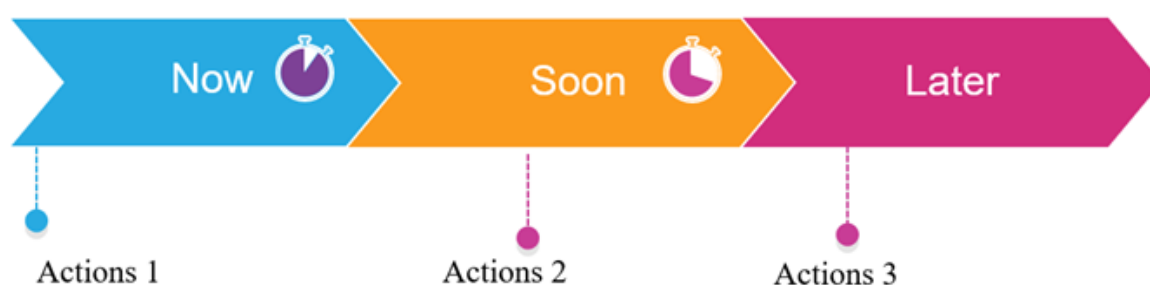 Now
Soon
Later
Actions 1
Actions 2
Actions 3